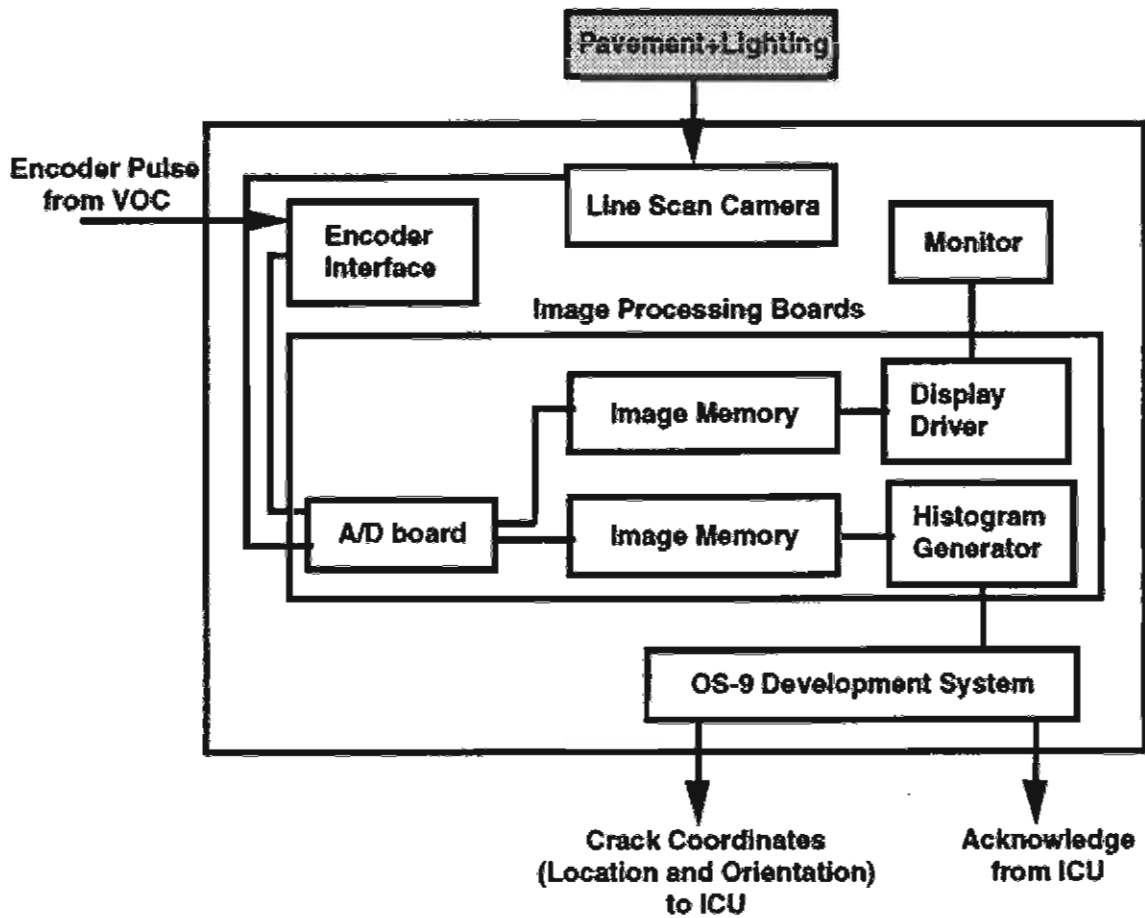 Pavement+Lighting
Encoder Pulse
from VOC
Line Scan Camera
Encoder
Interface
Monitor
Image Processing Boards
Image Memory
Display
Driver
A/D board
Image Memory
Histogram
Generator
OS-9 Development System
Crack Coordinates
(Location and Orientation)
to ICU
Acknowledge
from ICU